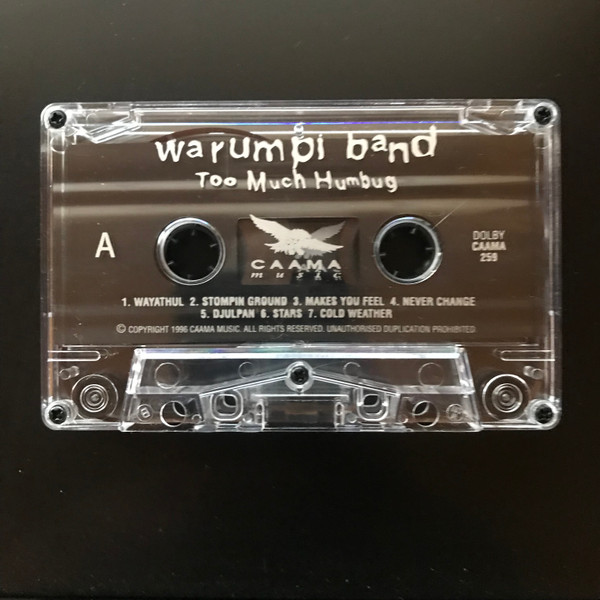 warumpi band
Too Much Humbug
A
CAAMA
music
DOLBY
CAAMA
259
1. WAYATHUL 2. STOMPIN GROUND 3. MAKES YOU FEEL 4. NEVER CHANGE
5. DJULPAN 6. STARS 7. COLD WEATHER
© COPYRIGHT 1996 CAAMA MUSIC. ALL RIGHTS RESERVED. UNAUTHORISED DUPLICATION PROHIBITED.